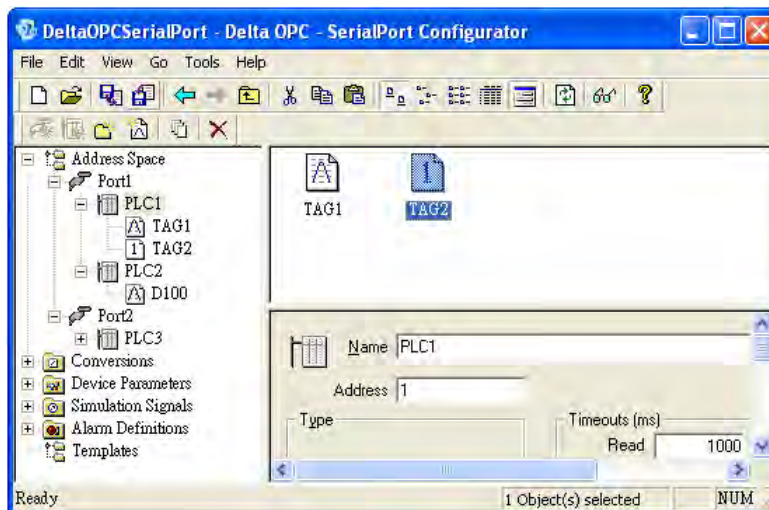 DeltaOPCSerialPort - Delta OPC - SerialPort Configurator
File Edit View Go Tools Help
Address Space
Port1
PLC1
TAG1
TAG2
PLC2
D100
Port2
PLC3
Conversions
Device Parameters
Simulation Signals
Alarm Definitions
Templates
TAG1 TAG2
Name PLC1
Address 1
Type
Timeouts (ms)
Read 1000
Ready
1 Object(s) selected
NUM